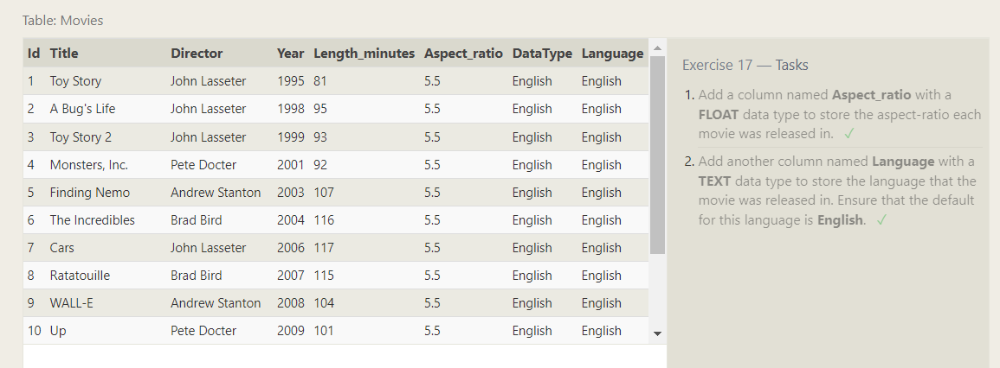 Table: Movies
Id Title Director Year Length_minutes Aspect_ratio DataType Language
1 Toy Story John Lasseter 1995 81 5.5 English English
2 A Bug's Life John Lasseter 1998 95 5.5 English English
3 Toy Story 2 John Lasseter 1999 93 5.5 English English
4 Monsters, Inc. Pete Docter 2001 92 5.5 English English
5 Finding Nemo Andrew Stanton 2003 107 5.5 English English
6 The Incredibles Brad Bird 2004 116 5.5 English English
7 Cars John Lasseter 2006 117 5.5 English English
8 Ratatouille Brad Bird 2007 115 5.5 English English
9 WALL-E Andrew Stanton 2008 104 5.5 English English
10 Up Pete Docter 2009 101 5.5 English English
Exercise 17 — Tasks
1. Add a column named Aspect_ratio with a
FLOAT data type to store the aspect-ratio each
movie was released in. ✓
2. Add another column named Language with a
TEXT data type to store the language that the
movie was released in. Ensure that the default
for this language is English. ✓